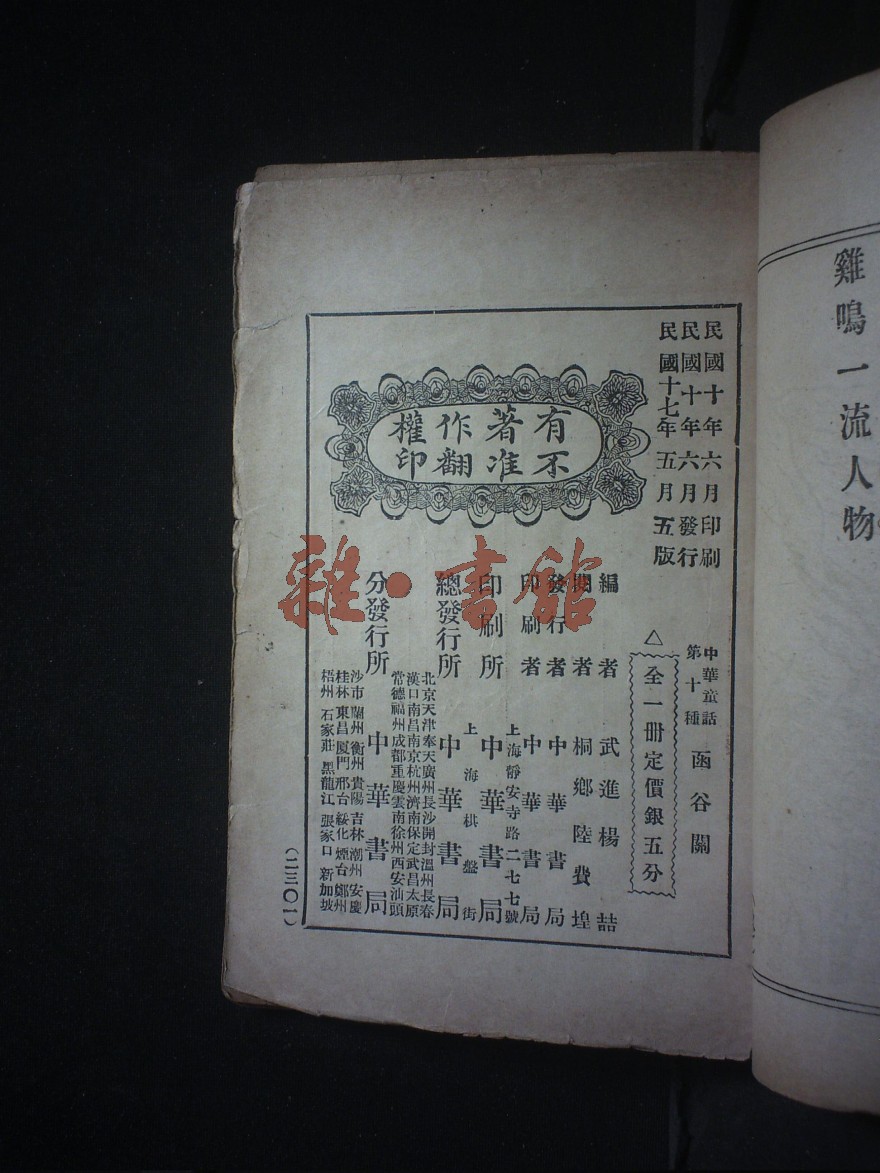 雞鳴一流人物
民國十年六月印刷
民國十年六月發行
民國十七年五月五版
有著作權
不准翻印
中華童話
第十種
函谷關
△全一册定價銀五分
編者 武進楊喆
閱者 桐鄉陸費堭
發行者 中華書局
印刷者 中華書局
上海靜安寺路二七七號
印刷所 中華書局
上海棋盤街
總發行所 中華書局
北京天津奉天廣州長沙開封溫州長春
漢口南昌南京杭州濟南保定武昌太原
常德福州成都重慶雲南徐州西安汕頭
分發行所 中華書局
沙市蘭州衡州貴陽吉林潮州安慶
桂林東昌厦門邢台綏化煙台鄭州
梧州石家莊黑龍江張家口新加坡
(二三〇一)
雜·書館